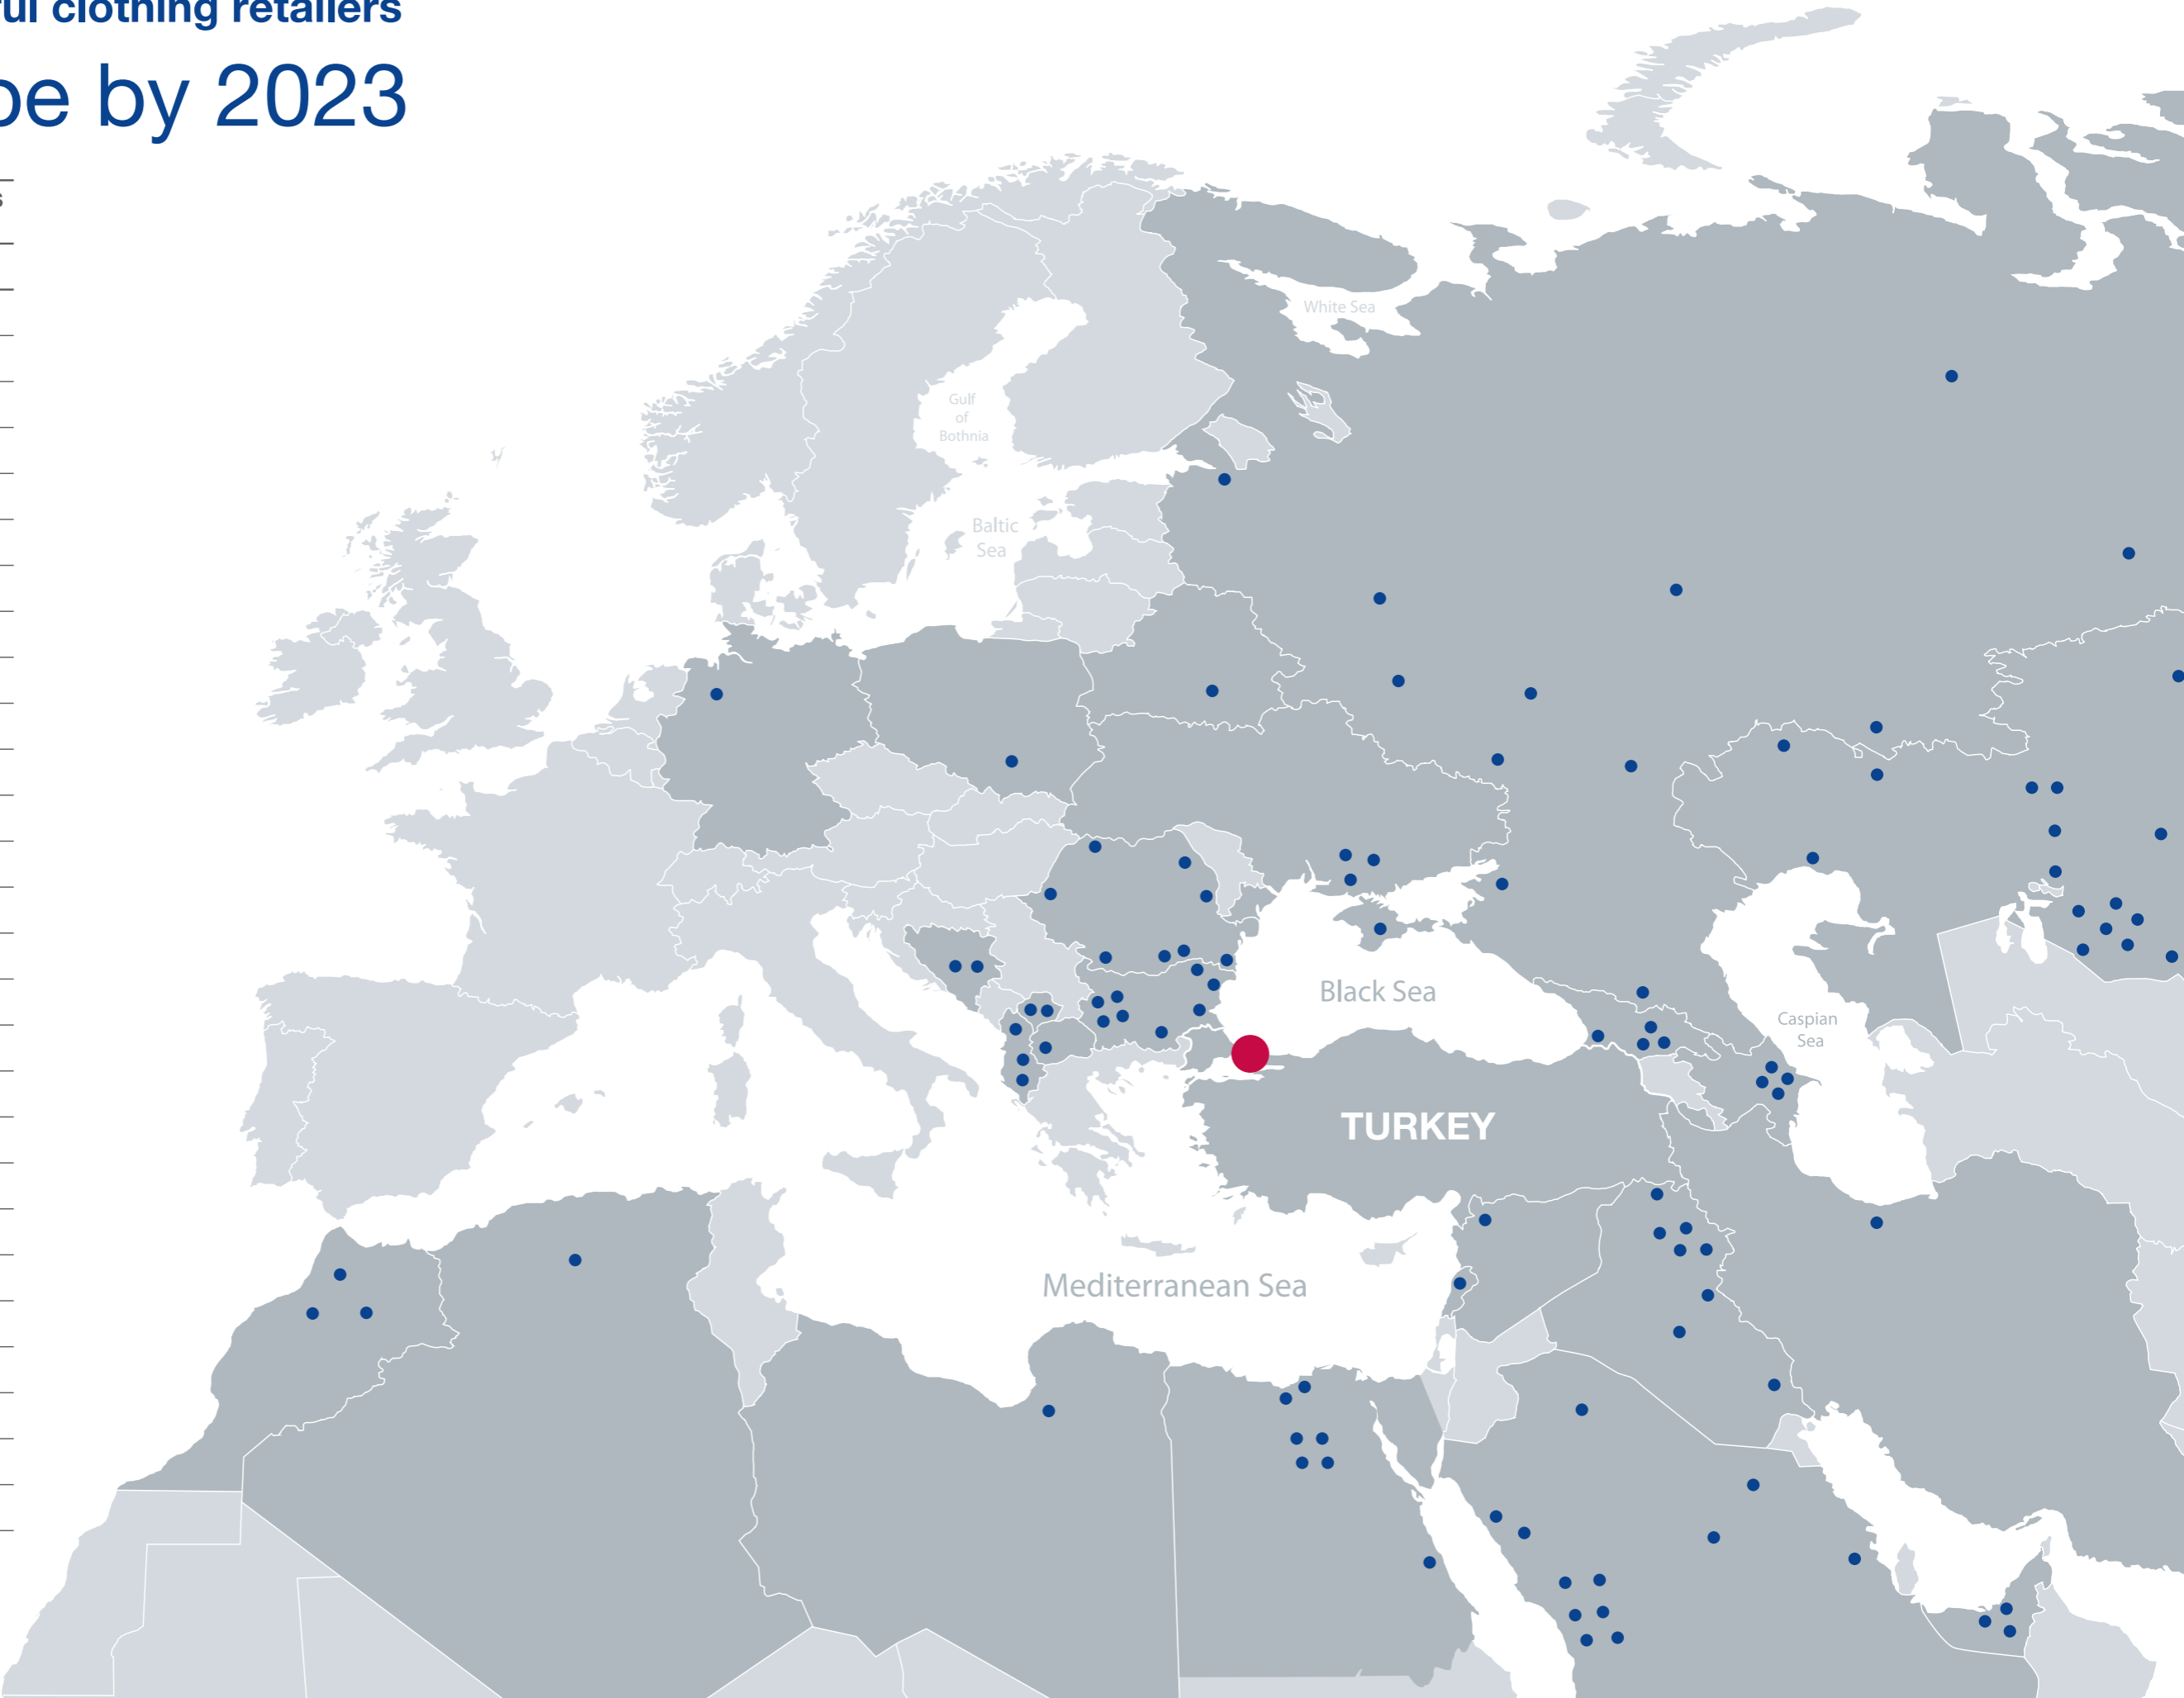 ull clothing retailers
pe by 2023
s
White Sea
Gulf
of
Bothnia
Baltic
Sea
Black Sea
Caspian
Sea
TURKEY
Mediterranean Sea